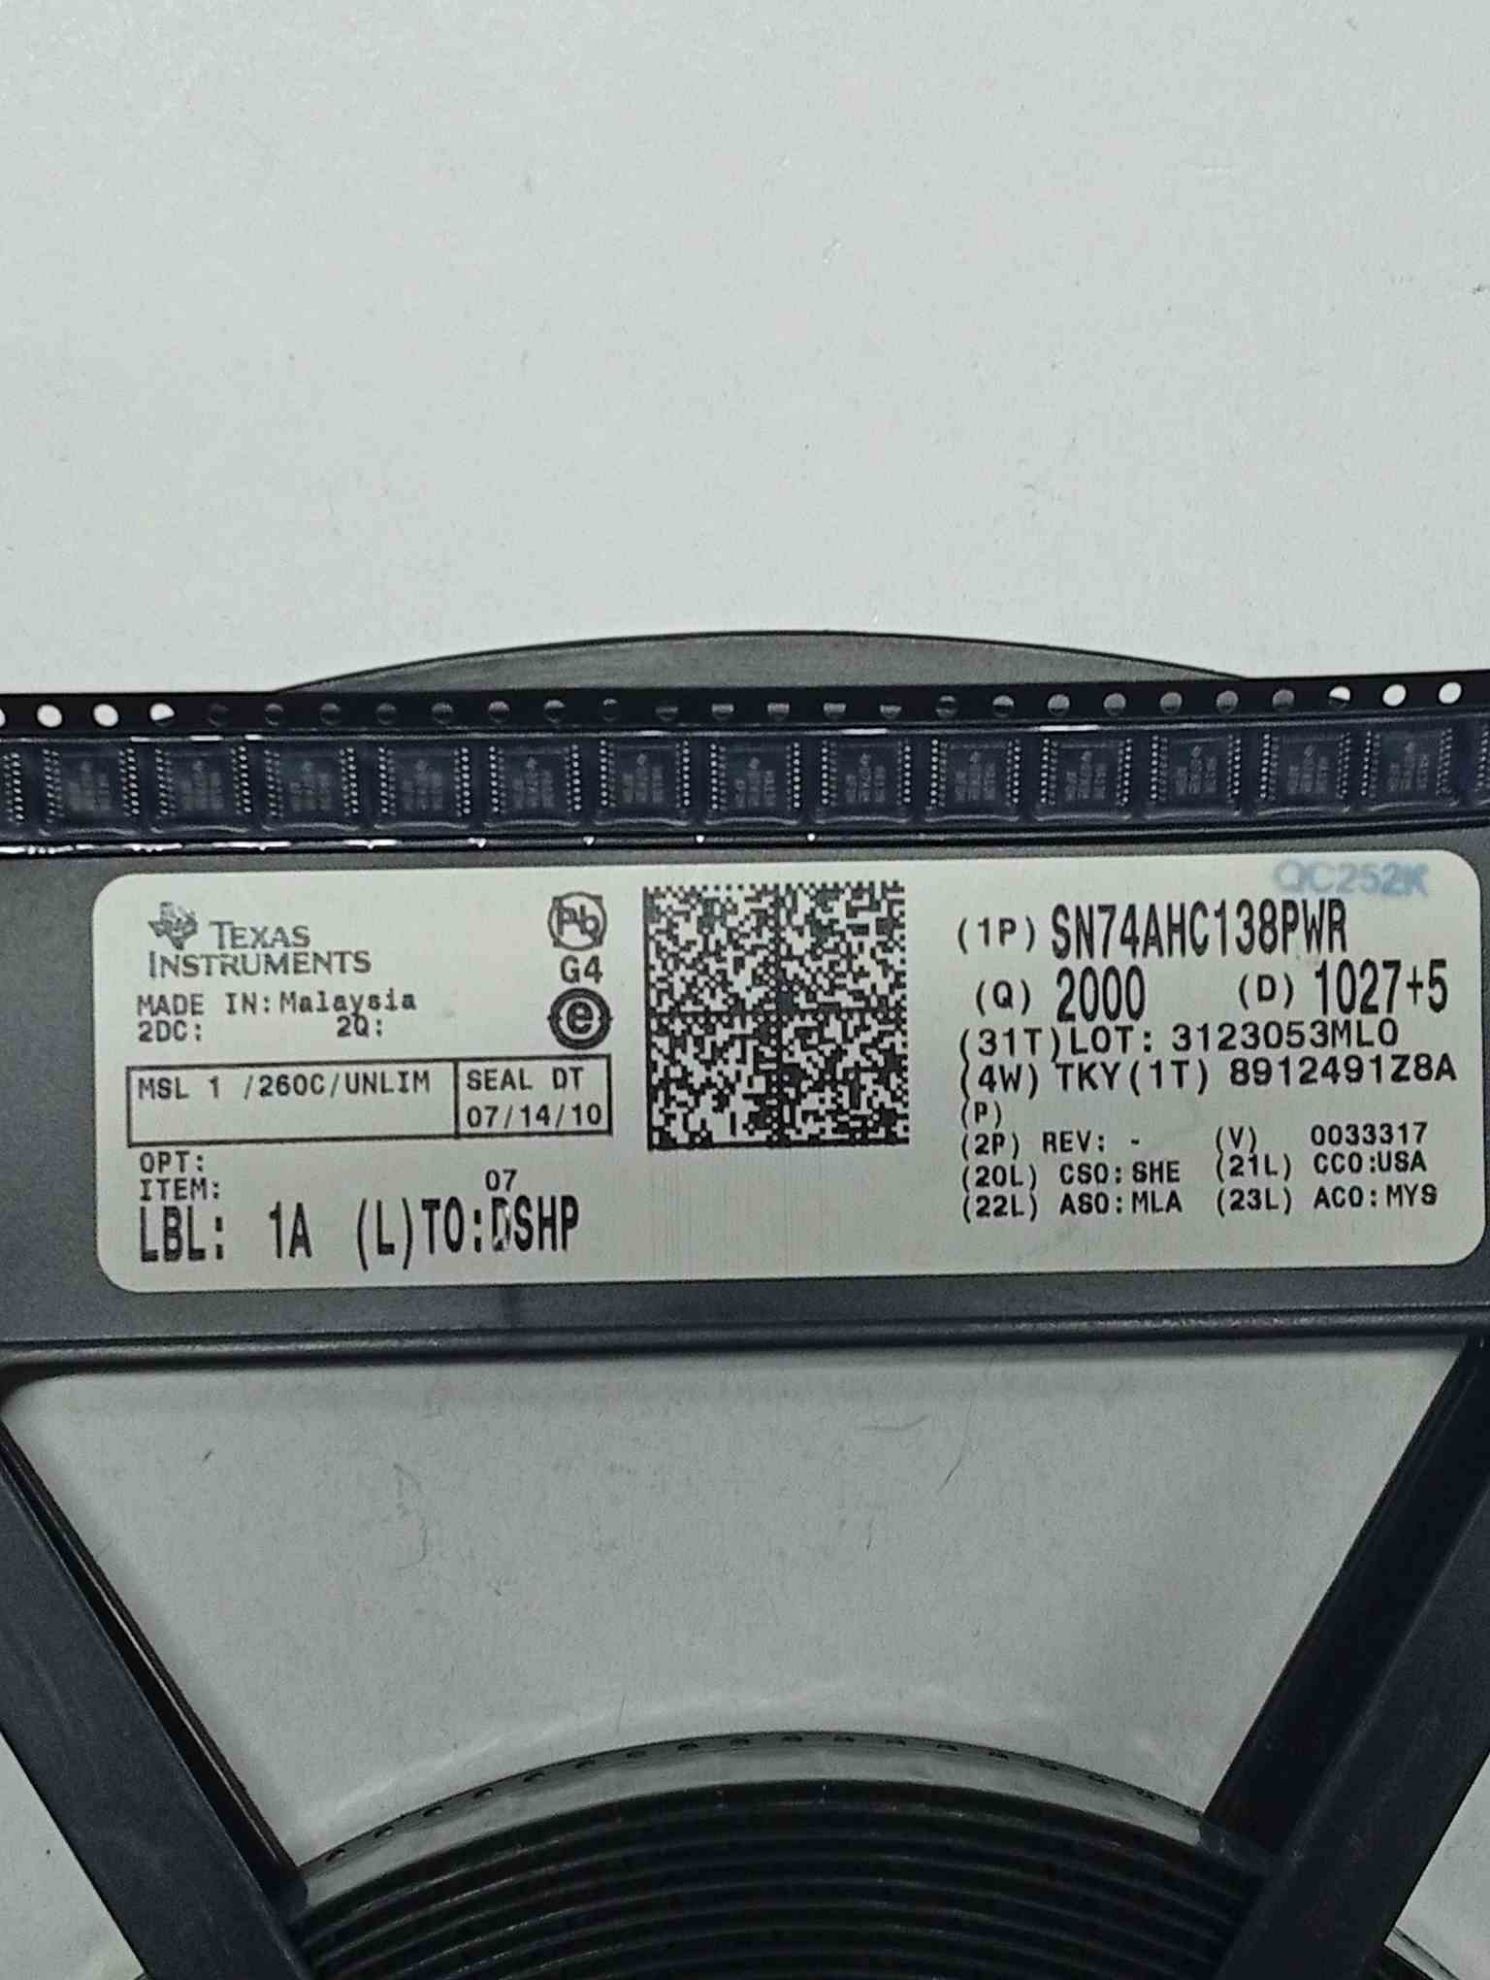 QC252K
TEXAS
INSTRUMENTS
MADE IN: Malaysia
2DC: 2Q:
Pb
G4
e
MSL 1 /260C/UNLIM
SEAL DT
07/14/10
OPT:
ITEM:
07
LBL: 1A (L)TO:DSHP
(1P) SN74AHC138PWR
(Q) 2000 (D) 1027+5
(31T)LOT: 3123053ML0
(4W) TKY(1T) 8912491Z8A
(P)
(2P) REV: - (V) 0033317
(20L) CSO:SHE (21L) CCO:USA
(22L) ASO:MLA (23L) ACO:MYS